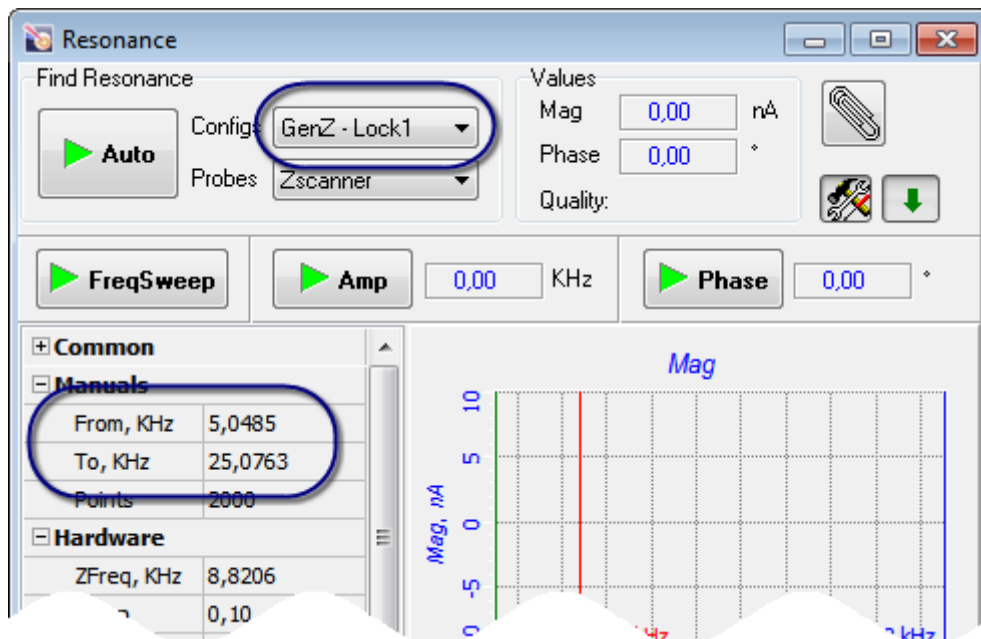 Resonance
Find Resonance
Auto
Configs GenZ - Lock1
Probes Zscanner
Values
Mag 0,00 nA
Phase 0,00 °
Quality:
FreqSweep
Amp 0,00 KHz
Phase 0,00 °
Common
Manuals
From, KHz 5,0485
To, KHz 25,0763
Points 2000
Hardware
ZFreq, KHz 8,8206
0,10
Mag
Mag, nA
10
5
0
-5